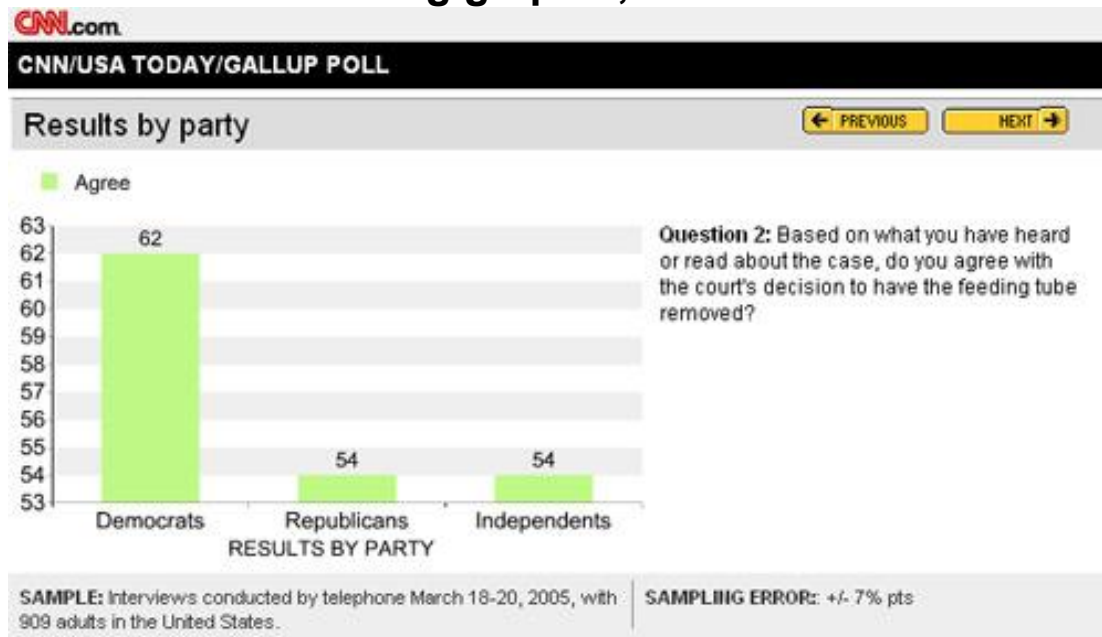 CNN.com
CNN/USA TODAY/GALLUP POLL
Results by party
PREVIOUS
NEXT
Agree
63
62
61
60
59
58
57
56
55
54
53
62
54
54
Democrats Republicans Independents
RESULTS BY PARTY
Question 2: Based on what you have heard
or read about the case, do you agree with
the court's decision to have the feeding tube
removed?
SAMPLE: Interviews conducted by telephone March 18-20, 2005, with
909 adults in the United States.
SAMPLING ERROR: +/- 7% pts